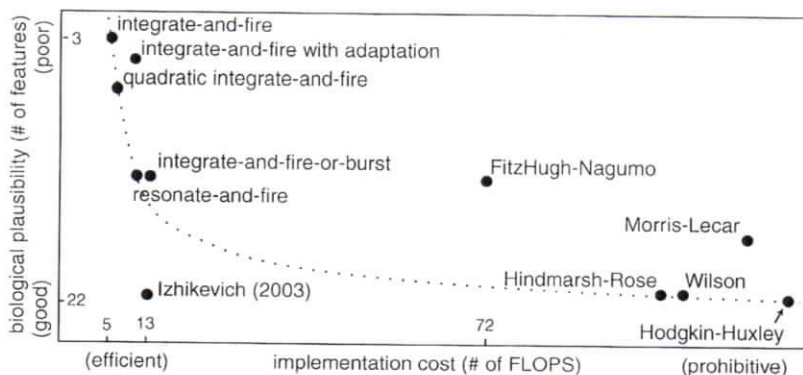 biological plausibility (# of features)
(poor)
(good)
3
22
integrate-and-fire
integrate-and-fire with adaptation
quadratic integrate-and-fire
integrate-and-fire-or-burst
resonate-and-fire
FitzHugh-Nagumo
Morris-Lecar
Izhikevich (2003)
Hindmarsh-Rose
Wilson
Hodgkin-Huxley
5
13
72
(efficient)
implementation cost (# of FLOPS)
(prohibitive)